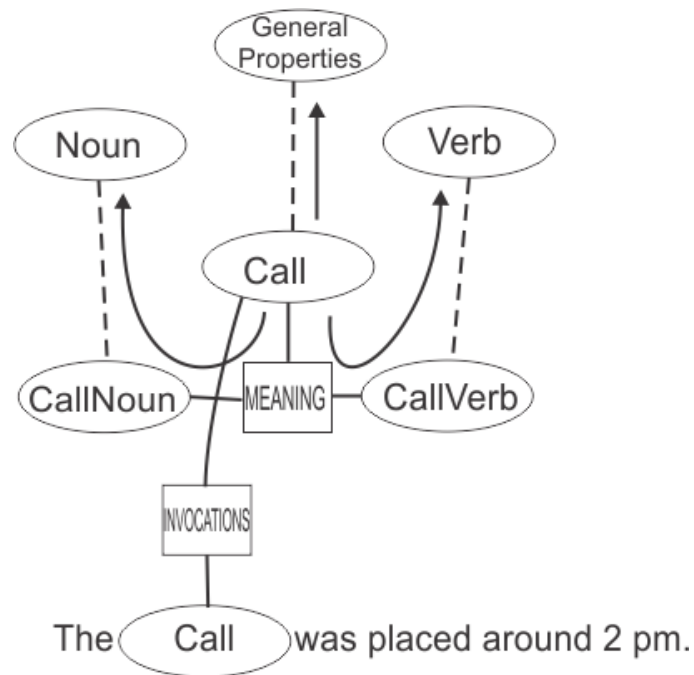 General
Properties
Noun
Verb
Call
CallNoun
MEANING
CallVerb
INVOCATIONS
The Call was placed around 2 pm.